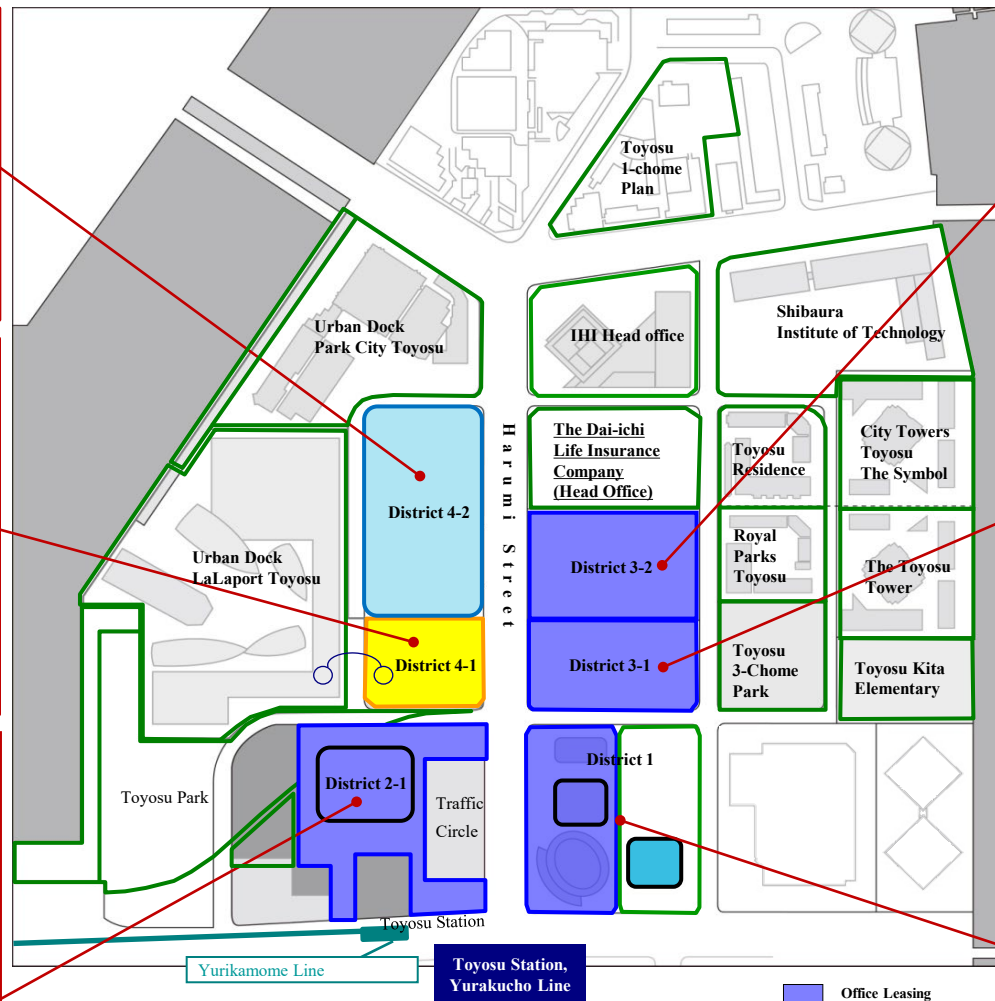 Toyosu
1-chome
Plan
Urban Dock
Park City Toyosu
IHI Head office
Shibaura
Institute of Technology
Harumi Street
The Dai-ichi
Life Insurance
Company
(Head Office)
Toyosu
Residence
City Towers
Toyosu
The Symbol
District 4-2
Urban Dock
LaLaport Toyosu
District 3-2
Royal
Parks
Toyosu
The Toyosu
Tower
District 4-1
District 3-1
Toyosu
3-Chome
Park
Toyosu Kita
Elementary
Toyosu Park
District 2-1
Traffic
Circle
District 1
Toyosu Station
Yurikamome Line
Toyosu Station,
Yurakucho Line
Office Leasing